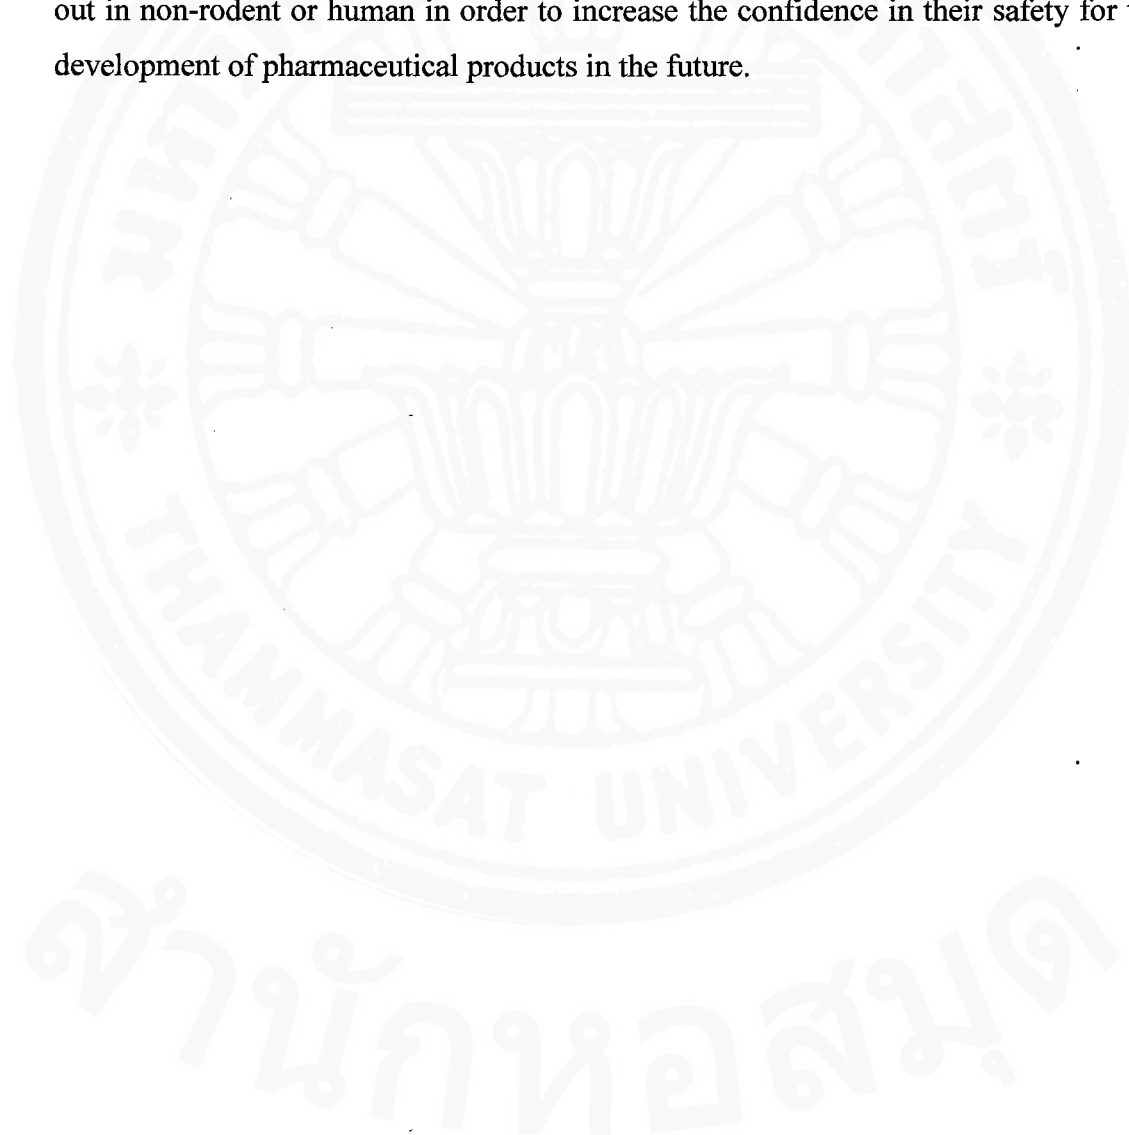 out in non-rodent or human in order to increase the confidence in their safety for
development of pharmaceutical products in the future.
THAMMASAT UNIVERSITY
สำนักหอสมุด